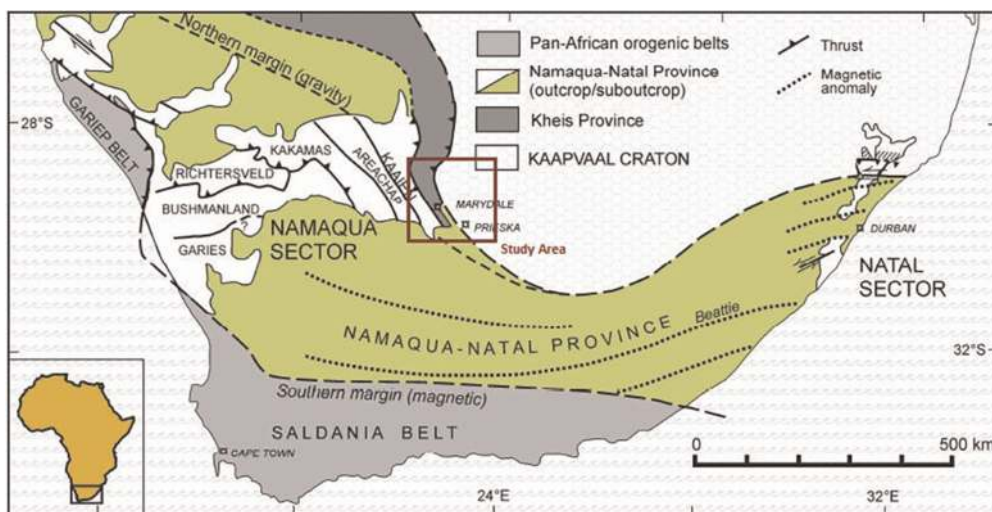 Northern margin (gravity)
Pan-African orogenic belts
Namaqua-Natal Province
(outcrop/suboutcrop)
Kheis Province
KAAPVAAL CRATON
Thrust
Magnetic
anomaly
28°S
GARIEP BELT
RICHTERSVELD
KAKAMAS
AREACHAP
KAAIEN
BUSHMANLAND
GARIES
?
NAMAQUA
SECTOR
MARYDALE
PRIESKA
Study Area
DURBAN
NATAL
SECTOR
NAMAQUA-NATAL PROVINCE
Beattie
32°S
Southern margin (magnetic)
SALDANIA BELT
CAPE TOWN
0
500 km
24°E
32°E